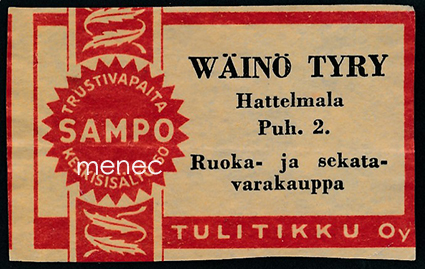 TRUSTIVAPAITA
SAMPO
menec
WÄINÖ TYRY
Hattelmala
Puh. 2.
Ruoka- ja sekata-
varakauppa
TULITIKKU Oy